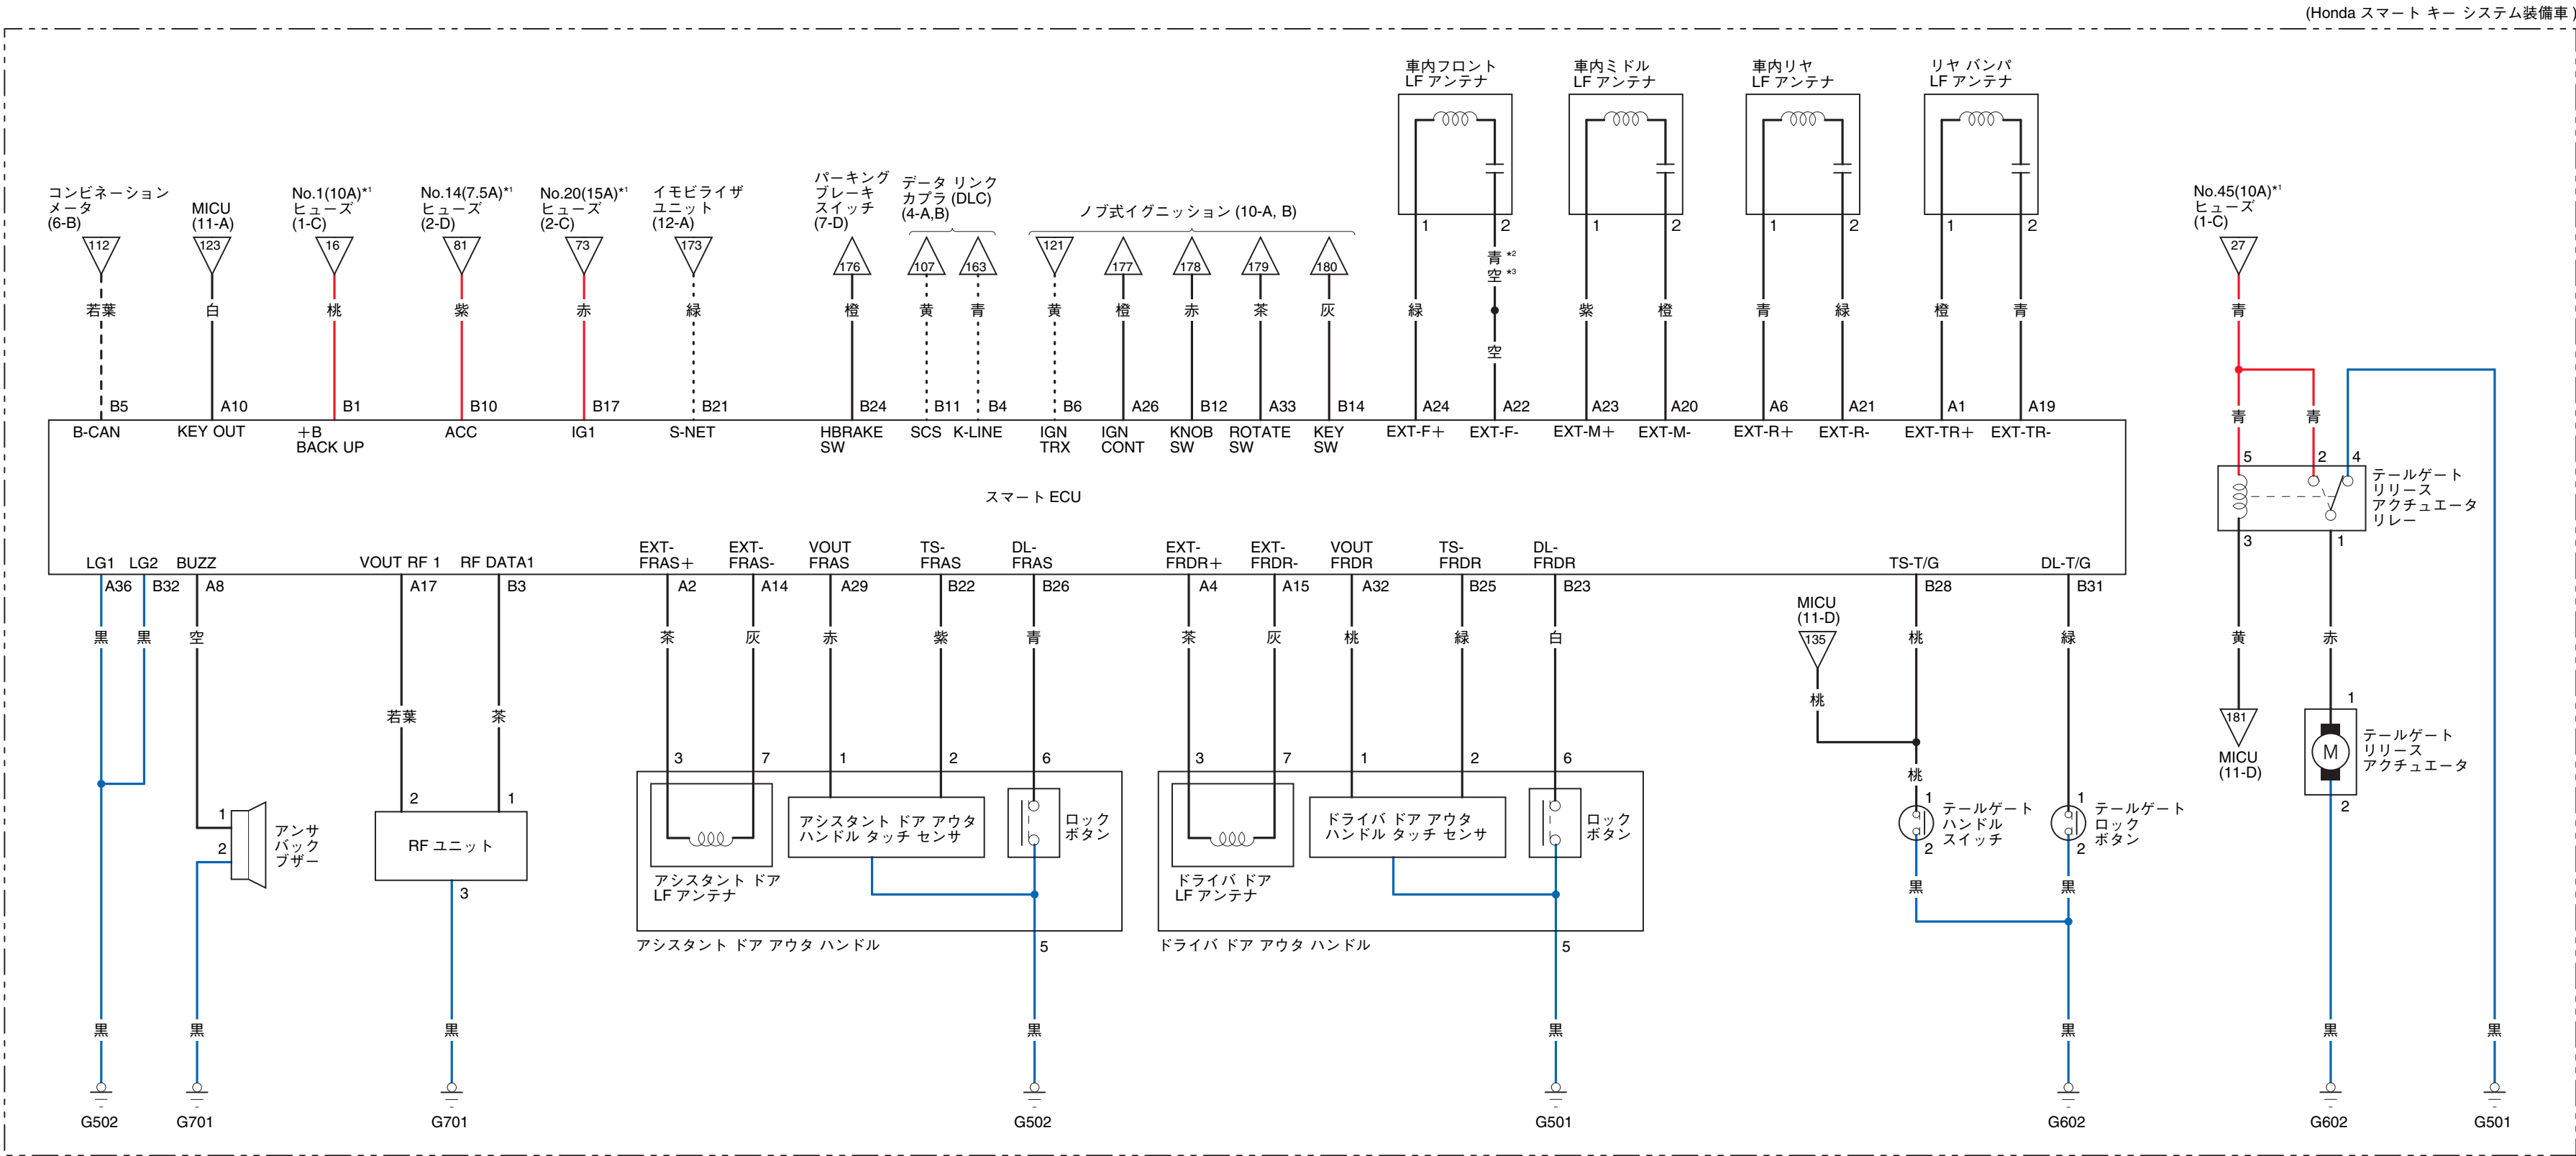 (Honda スマート キー システム装備車)
車内フロント
LF アンテナ
車内ミドル
LF アンテナ
車内リヤ
LF アンテナ
リヤ バンパ
LF アンテナ
コンビネーション
メータ
(6-B)
112
MICU
(11-A)
123
No.1(10A)*1
ヒューズ
(1-C)
16
No.14(7.5A)*1
ヒューズ
(2-D)
81
No.20(15A)*1
ヒューズ
(2-C)
73
イモビライザ
ユニット
(12-A)
173
パーキング
ブレーキ
スイッチ
(7-D)
176
データ リンク
カプラ (DLC)
(4-A,B)
107 163
ノブ式イグニッション (10-A, B)
121 177 178 179 180
1 2 1 2 1 2 1 2
青 *2
空 *3
No.45(10A)*1
ヒューズ
(1-C)
27
若葉 白 桃 紫 赤 緑 橙 黄 青 黄 橙 赤 茶 灰 緑 紫 橙 青 緑 橙 青 青
空
B5 A10 B1 B10 B17 B21 B24 B11 B4 B6 A26 B12 A33 B14 A24 A22 A23 A20 A6 A21 A1 A19
青 青
B-CAN
KEY OUT
+B
BACK UP
ACC
IG1
S-NET
HBRAKE
SW
SCS
K-LINE
IGN
TRX
IGN
CONT
KNOB
SW
ROTATE
SW
KEY
SW
EXT-F+
EXT-F-
EXT-M+
EXT-M-
EXT-R+
EXT-R-
EXT-TR+
EXT-TR-
スマート ECU
5 2 4
テールゲート
リリース
アクチュエータ
リレー
3 1
LG1
LG2
BUZZ
VOUT RF 1
RF DATA1
EXT-
FRAS+
EXT-
FRAS-
VOUT
FRAS
TS-
FRAS
DL-
FRAS
EXT-
FRDR+
EXT-
FRDR-
VOUT
FRDR
TS-
FRDR
DL-
FRDR
TS-T/G
DL-T/G
A36 B32 A8 A17 B3 A2 A14 A29 B22 B26 A4 A15 A32 B25 B23 B28 B31
MICU
(11-D)
135
黒 黒 空 茶 灰 赤 紫 青 茶 灰 桃 緑 白 桃 緑 黄 赤
桃
若葉 茶
181
MICU
(11-D)
1
M
テールゲート
リリース
アクチュエータ
2
3 7 1 2 6 3 7 1 2 6
桃
2 1
1
2
アンサ
バック
ブザー
RF ユニット
3
アシスタント ドア アウタ
ハンドル タッチ センサ
ロック
ボタン
アシスタント ドア
LF アンテナ
アシスタント ドア アウタ ハンドル
5
ドライバ ドア アウタ
ハンドル タッチ センサ
ロック
ボタン
ドライバ ドア
LF アンテナ
ドライバ ドア アウタ ハンドル
5
1
テールゲート
ハンドル
スイッチ
2
1
テールゲート
ロック
ボタン
2
黒 黒
黒 黒 黒 黒 黒 黒 黒 黒
G502 G701 G701 G502 G501 G602 G602 G501